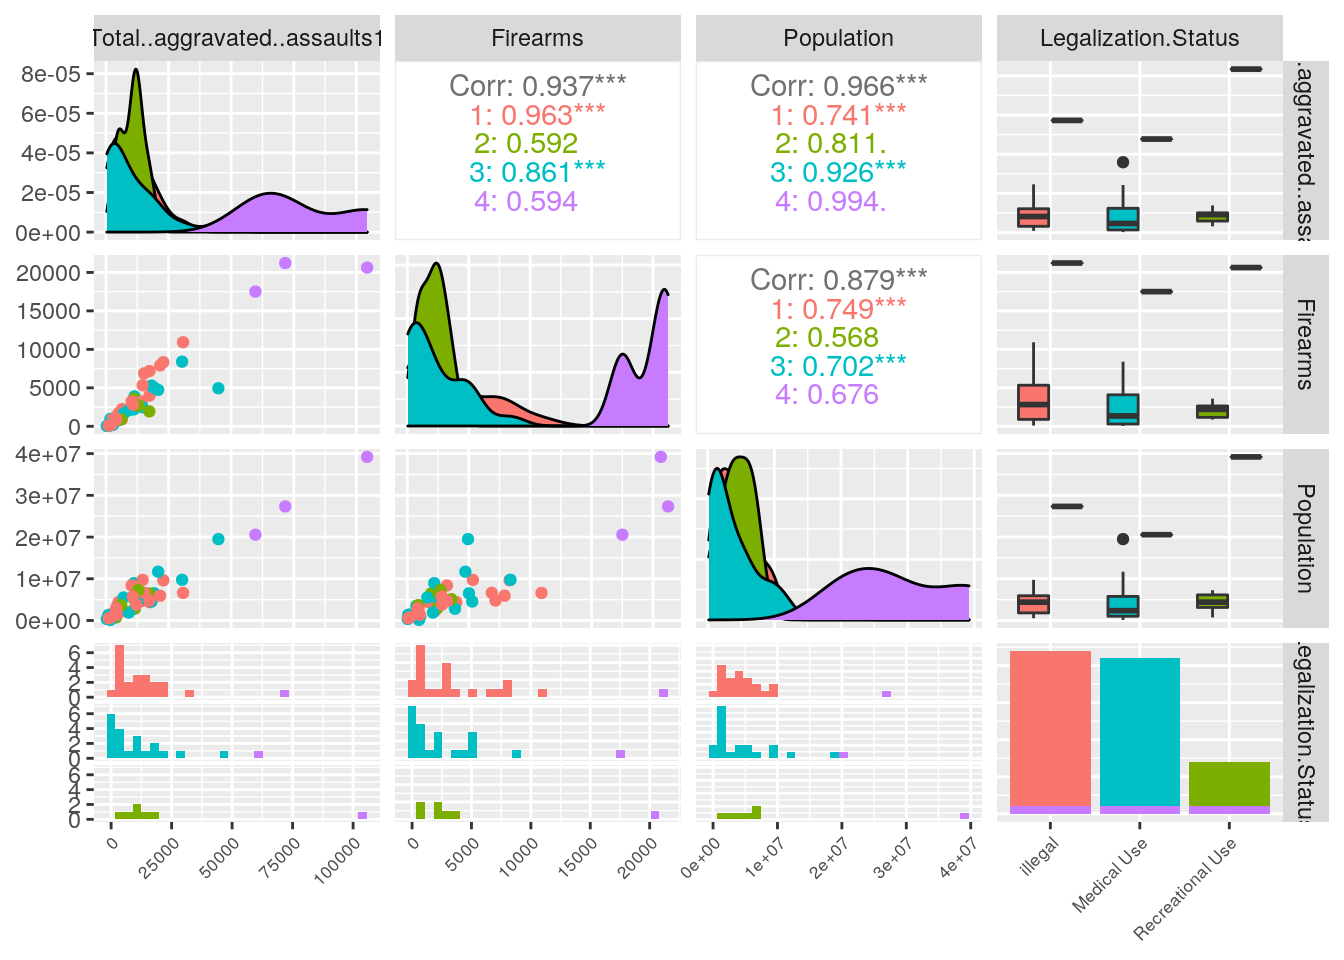 Total..aggravated..assaults1
Firearms
Population
Legalization.Status
8e-05
6e-05
4e-05
2e-05
0e+00
Corr: 0.937***
1: 0.963***
2: 0.592
3: 0.861***
4: 0.594
Corr: 0.966***
1: 0.741***
2: 0.811.
3: 0.926***
4: 0.994.
.aggravated..assa
20000
15000
10000
5000
0
Corr: 0.879***
1: 0.749***
2: 0.568
3: 0.702***
4: 0.676
Firearms
4e+07
3e+07
2e+07
1e+07
0e+00
Population
6
4
2
0
6
4
2
0
6
4
2
0
egalization.Status
0
25000
50000
75000
100000
0
5000
10000
15000
20000
0e+00
1e+07
2e+07
3e+07
4e+07
illegal
Medical Use
Recreational Use